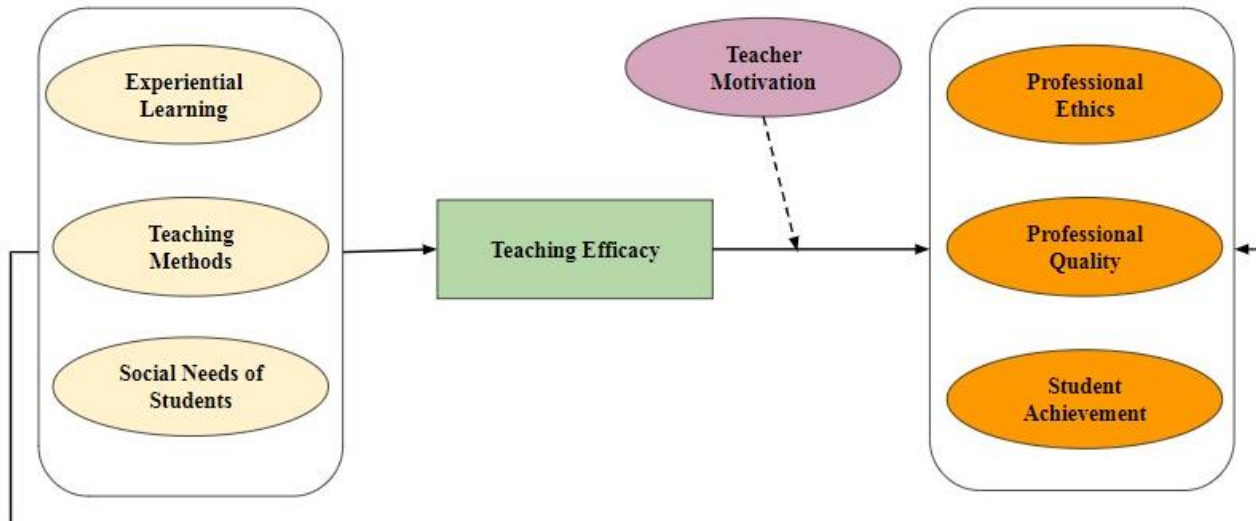 Experiential
Learning
Teaching
Methods
Social Needs of
Students
Teaching Efficacy
Teacher
Motivation
Professional
Ethics
Professional
Quality
Student
Achievement